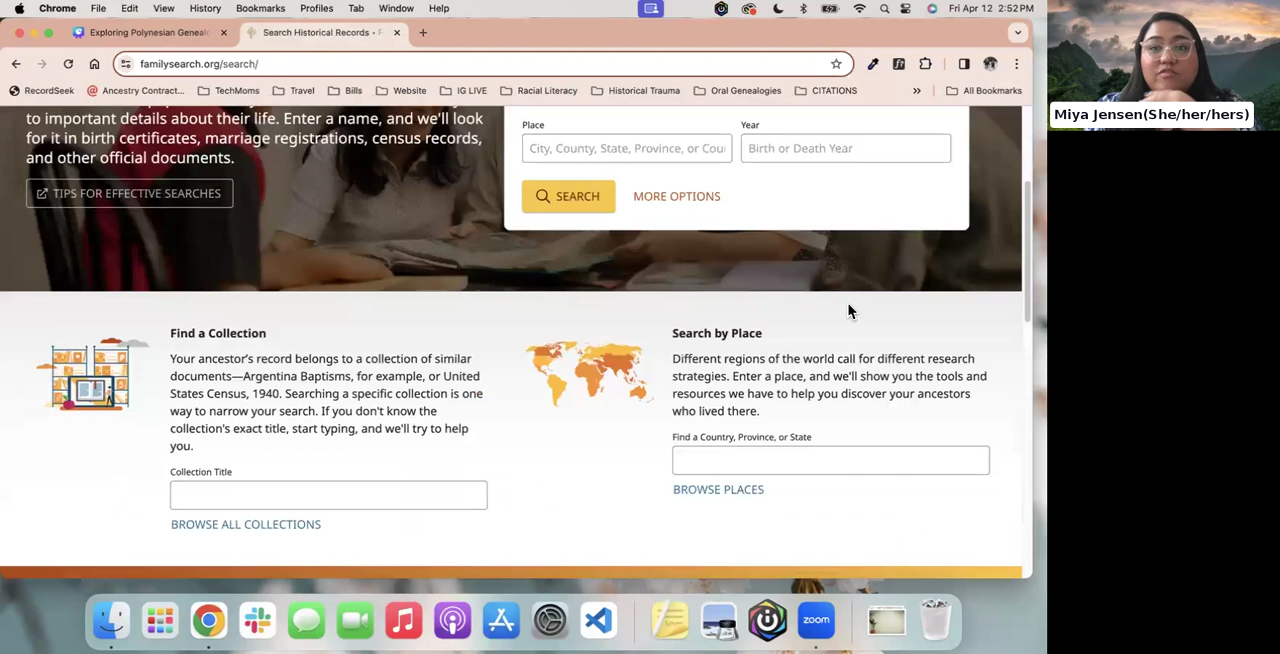 Chrome File Edit View History Bookmarks Profiles Tab Window Help Fri Apr 12 2:52 PM
Exploring Polynesian Geneal
Search Historical Records • F
familysearch.org/search/
RecordSeek Ancestry Contract... TechMoms Travel Bills Website IG LIVE Racial Literacy Historical Trauma Oral Genealogies CITATIONS » All Bookmarks
Miya Jensen(She/her/hers)
to important details about their life. Enter a name, and we'll look
for it in birth certificates, marriage registrations, census records,
and other official documents.
TIPS FOR EFFECTIVE SEARCHES
Place Year
City, County, State, Province, or Cou Birth or Death Year
SEARCH MORE OPTIONS
Find a Collection
Your ancestor's record belongs to a collection of similar
documents—Argentina Baptisms, for example, or United
States Census, 1940. Searching a specific collection is one
way to narrow your search. If you don't know the
collection's exact title, start typing, and we'll try to help
you.
Collection Title
BROWSE ALL COLLECTIONS
Search by Place
Different regions of the world call for different research
strategies. Enter a place, and we'll show you the tools and
resources we have to help you discover your ancestors
who lived there.
Find a Country, Province, or State
BROWSE PLACES
zoom